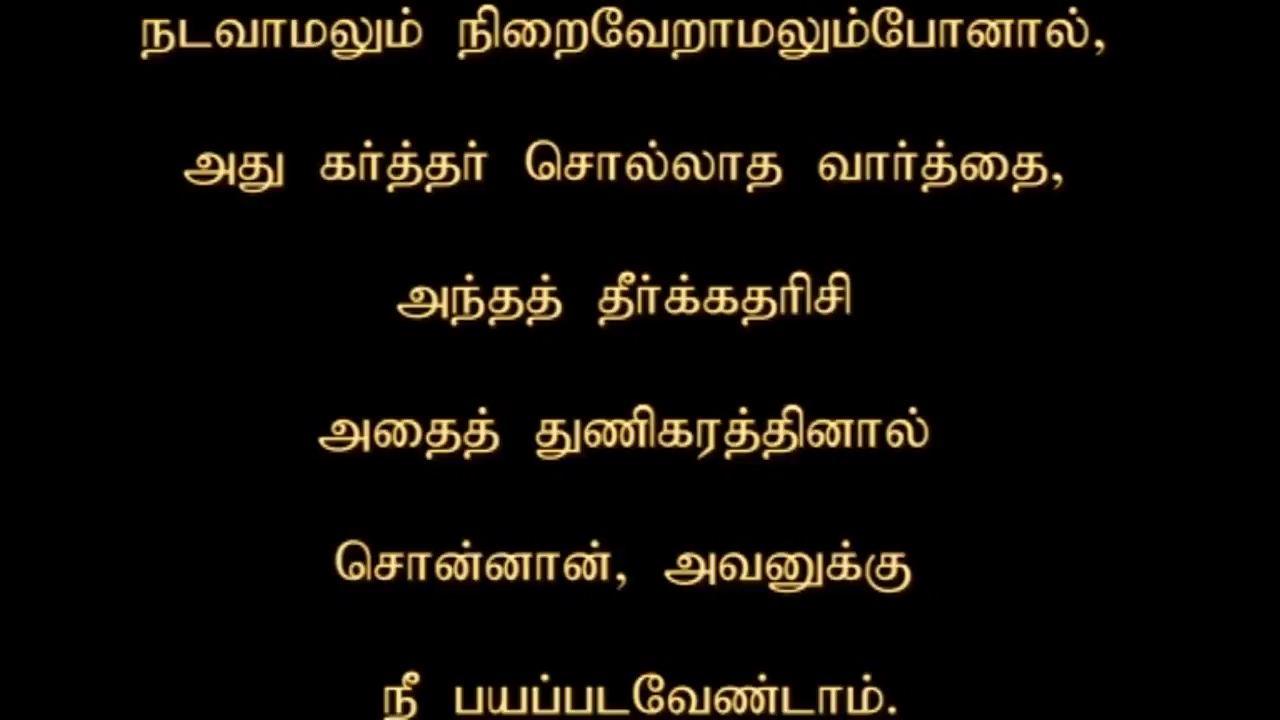 நடவாமலும் நிறைவேறாமலும்போனால்,
அது கர்த்தர் சொல்லாத வார்த்தை,
அந்தத் தீர்க்கதரிசி
அதைத் துணிகரத்தினால்
சொன்னான், அவனுக்கு
நீ பயப்படவேண்டாம்.